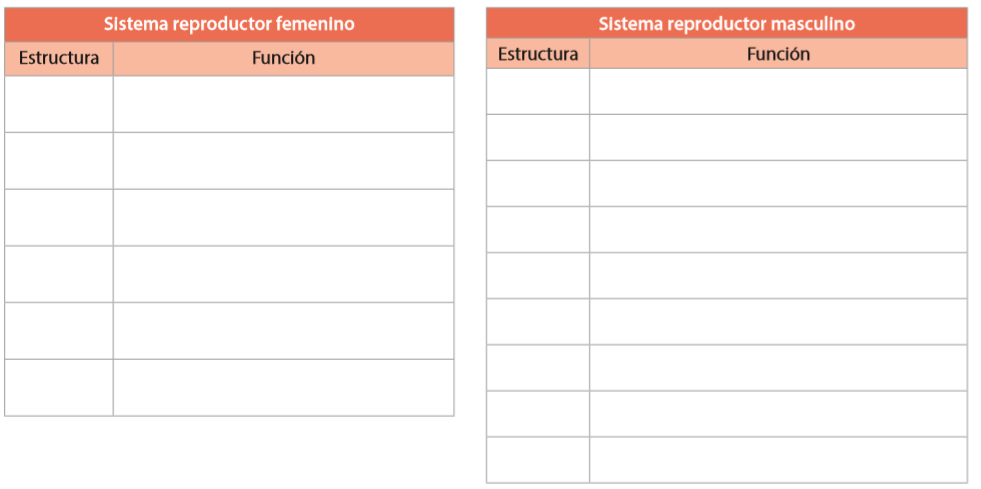 Sistema reproductor femenino
Estructura Función
Sistema reproductor masculino
Estructura Función